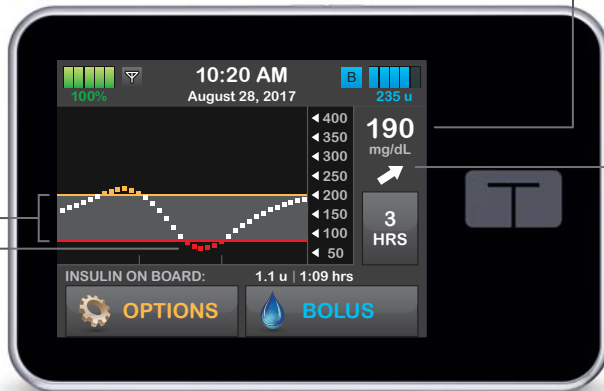 10:20 AM
B
100%
August 28, 2017
235 u
400
350
300
250
200
150
100
50
190
mg/dL
3
HRS
INSULIN ON BOARD: 1.1 u | 1:09 hrs
OPTIONS
BOLUS